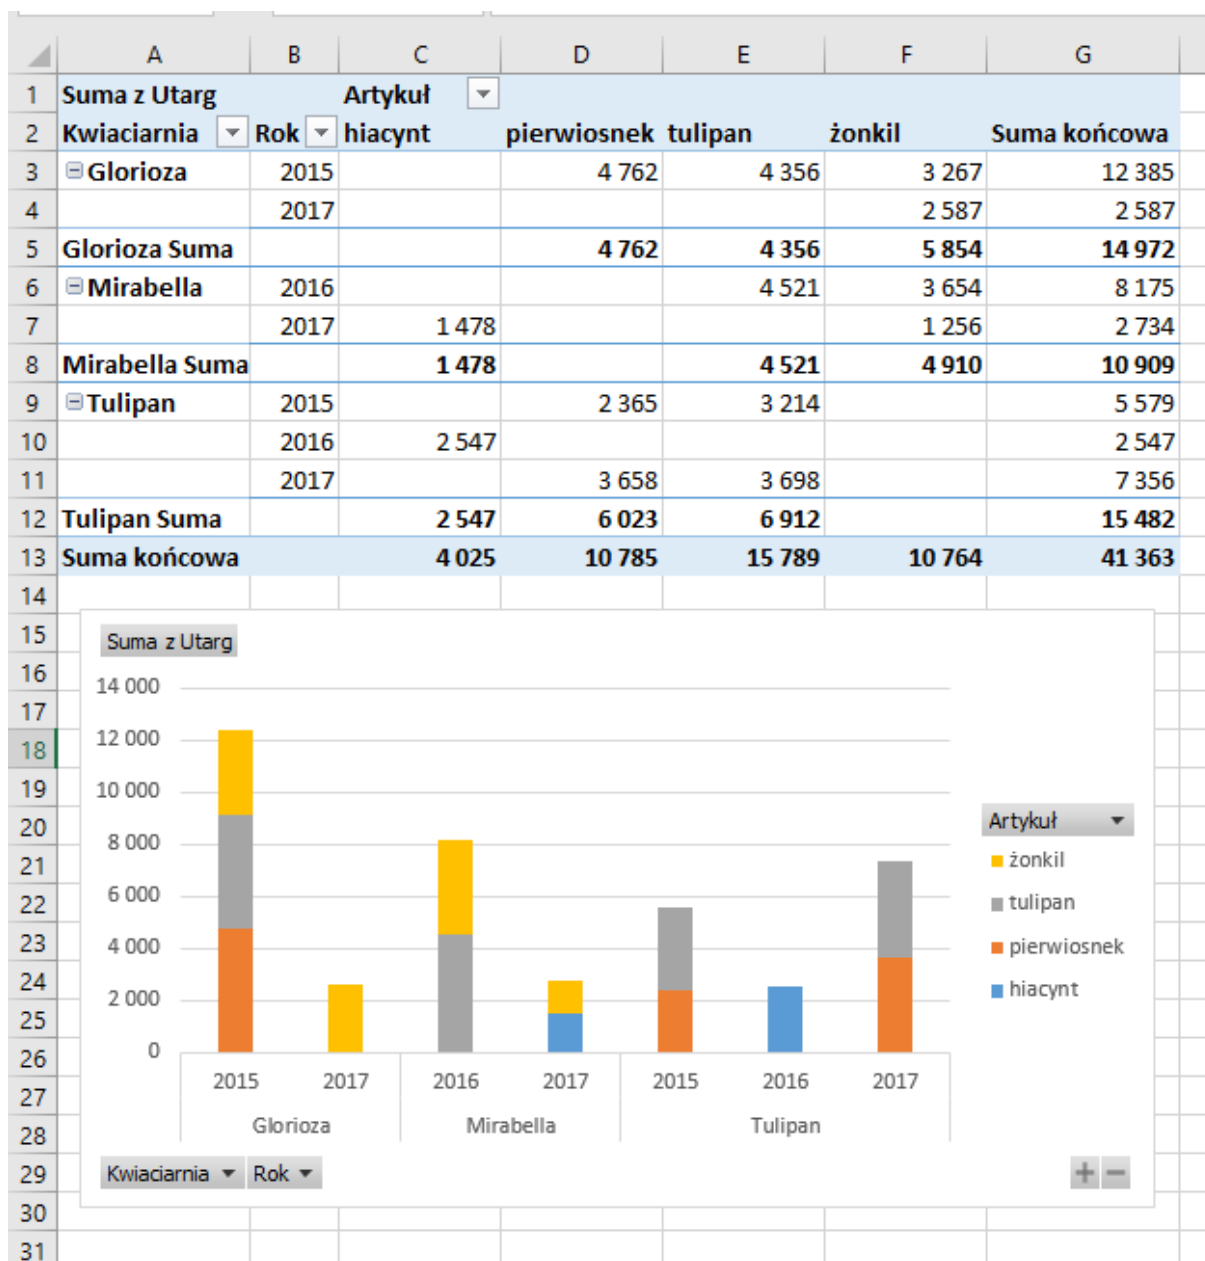 A B C D E F G
1 Suma z Utarg Artykuł
2 Kwiaciarnia Rok hiacynt pierwiosnek tulipan żonkil Suma końcowa
3 Glorioza 2015 4 762 4 356 3 267 12 385
4 2017 2 587 2 587
5 Glorioza Suma 4 762 4 356 5 854 14 972
6 Mirabella 2016 4 521 3 654 8 175
7 2017 1 478 1 256 2 734
8 Mirabella Suma 1 478 4 521 4 910 10 909
9 Tulipan 2015 2 365 3 214 5 579
10 2016 2 547 2 547
11 2017 3 658 3 698 7 356
12 Tulipan Suma 2 547 6 023 6 912 15 482
13 Suma końcowa 4 025 10 785 15 789 10 764 41 363
14
15 Suma z Utarg
16 14 000
17
18 12 000
19 10 000
20 8 000 Artykuł
21 żonkil
22 6 000 tulipan
23 4 000 pierwiosnek
24 2 000 hiacynt
25
26 0
27 2015 2017 2016 2017 2015 2016 2017
28 Glorioza Mirabella Tulipan
29 Kwiaciarnia Rok
30
31